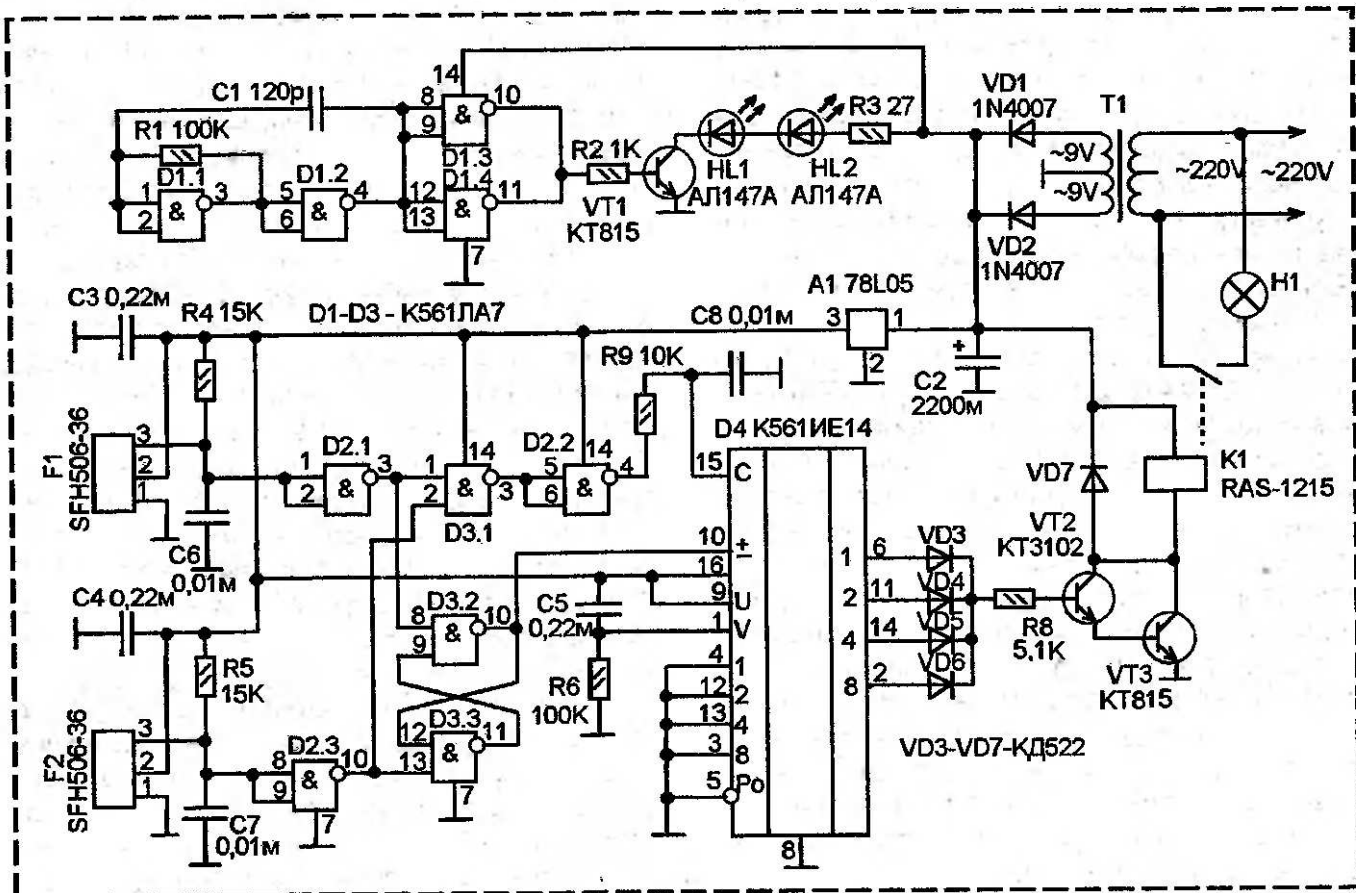 C1 120p
R1 100K
D1.1
1
2
&
3
D1.2
5
6
&
4
14
8
9
&
10
D1.3
D1.4
12
13
&
11
7
R2 1K
VT1
КТ815
HL1
АЛ147А
HL2
АЛ147А
R3 27
VD1
1N4007
T1
~9V
~9V
~220V
~220V
VD2
1N4007
H1
C3 0,22м
R4 15K
D1-D3 - К561ЛА7
C8 0,01м
A1 78L05
3
1
2
R9 10K
+
C2
2200м
F1
SFH506-36
3
2
1
D2.1
1
2
&
3
1
2
14
&
3
D3.1
D2.2
14
5
6
&
4
D4 К561ИЕ14
15
C
VD7
K1
RAS-1215
C6
0,01м
10
±
16
9
U
1
V
4
1
12
2
13
4
3
8
5
Po
8
1
6
2
11
4
14
8
2
VD3
VD4
VD5
VD6
R8
5,1K
VT2
КТ3102
VT3
КТ815
C4 0,22м
R5
15K
D3.2
8
9
&
10
C5
0,22м
R6
100K
F2
SFH506-36
3
2
1
D2.3
8
9
&
10
7
D3.3
12
13
&
11
7
C7
0,01м
VD3-VD7-КД522